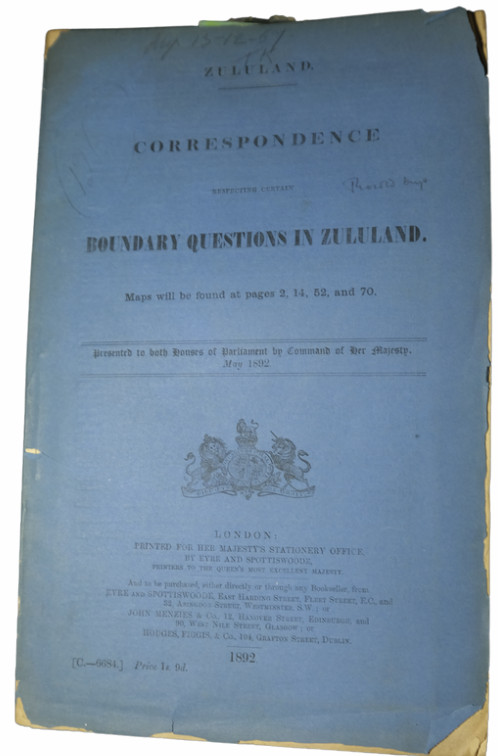 ZULULAND.
CORRESPONDENCE
RESPECTING CERTAIN
BOUNDARY QUESTIONS IN ZULULAND.
Maps will be found at pages 2, 14, 52, and 70.
Presented to both Houses of Parliament by Command of Her Majesty.
May 1892.
LONDON:
PRINTED FOR HER MAJESTY'S STATIONERY OFFICE,
BY EYRE AND SPOTTISWOODE,
PRINTERS TO THE QUEEN'S MOST EXCELLENT MAJESTY.
And to be purchased, either directly or through any Bookseller, from
EYRE AND SPOTTISWOODE, EAST HARDING STREET, FLEET STREET, E.C., and
32, ABINGDON STREET, WESTMINSTER, S.W.; or
JOHN MENZIES & Co., 12, HANOVER STREET, EDINBURGH, and
90, WEST NILE STREET, GLASGOW; or
HODGES, FIGGIS, & Co., 104, GRAFTON STREET, DUBLIN.
1892
[C.—6684.] Price 1s. 9d.